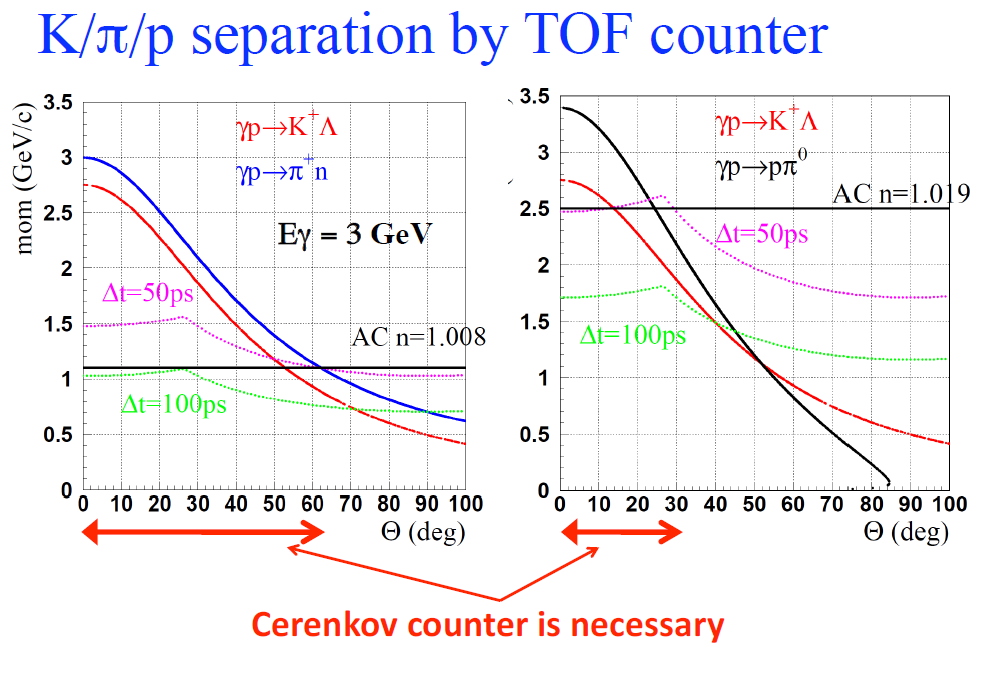 K/π/p separation by TOF counter
mom (GeV/c)
3.5
3
2.5
2
1.5
1
0.5
0
γp→K⁺Λ
γp→π⁺n
Eγ = 3 GeV
Δt=50ps
AC n=1.008
Δt=100ps
0 10 20 30 40 50 60 70 80 90 100
Θ (deg)
3.5
3
2.5
2
1.5
1
0.5
0
γp→K⁺Λ
γp→pπ⁰
AC n=1.019
Δt=50ps
Δt=100ps
0 10 20 30 40 50 60 70 80 90 100
Θ (deg)
Cerenkov counter is necessary